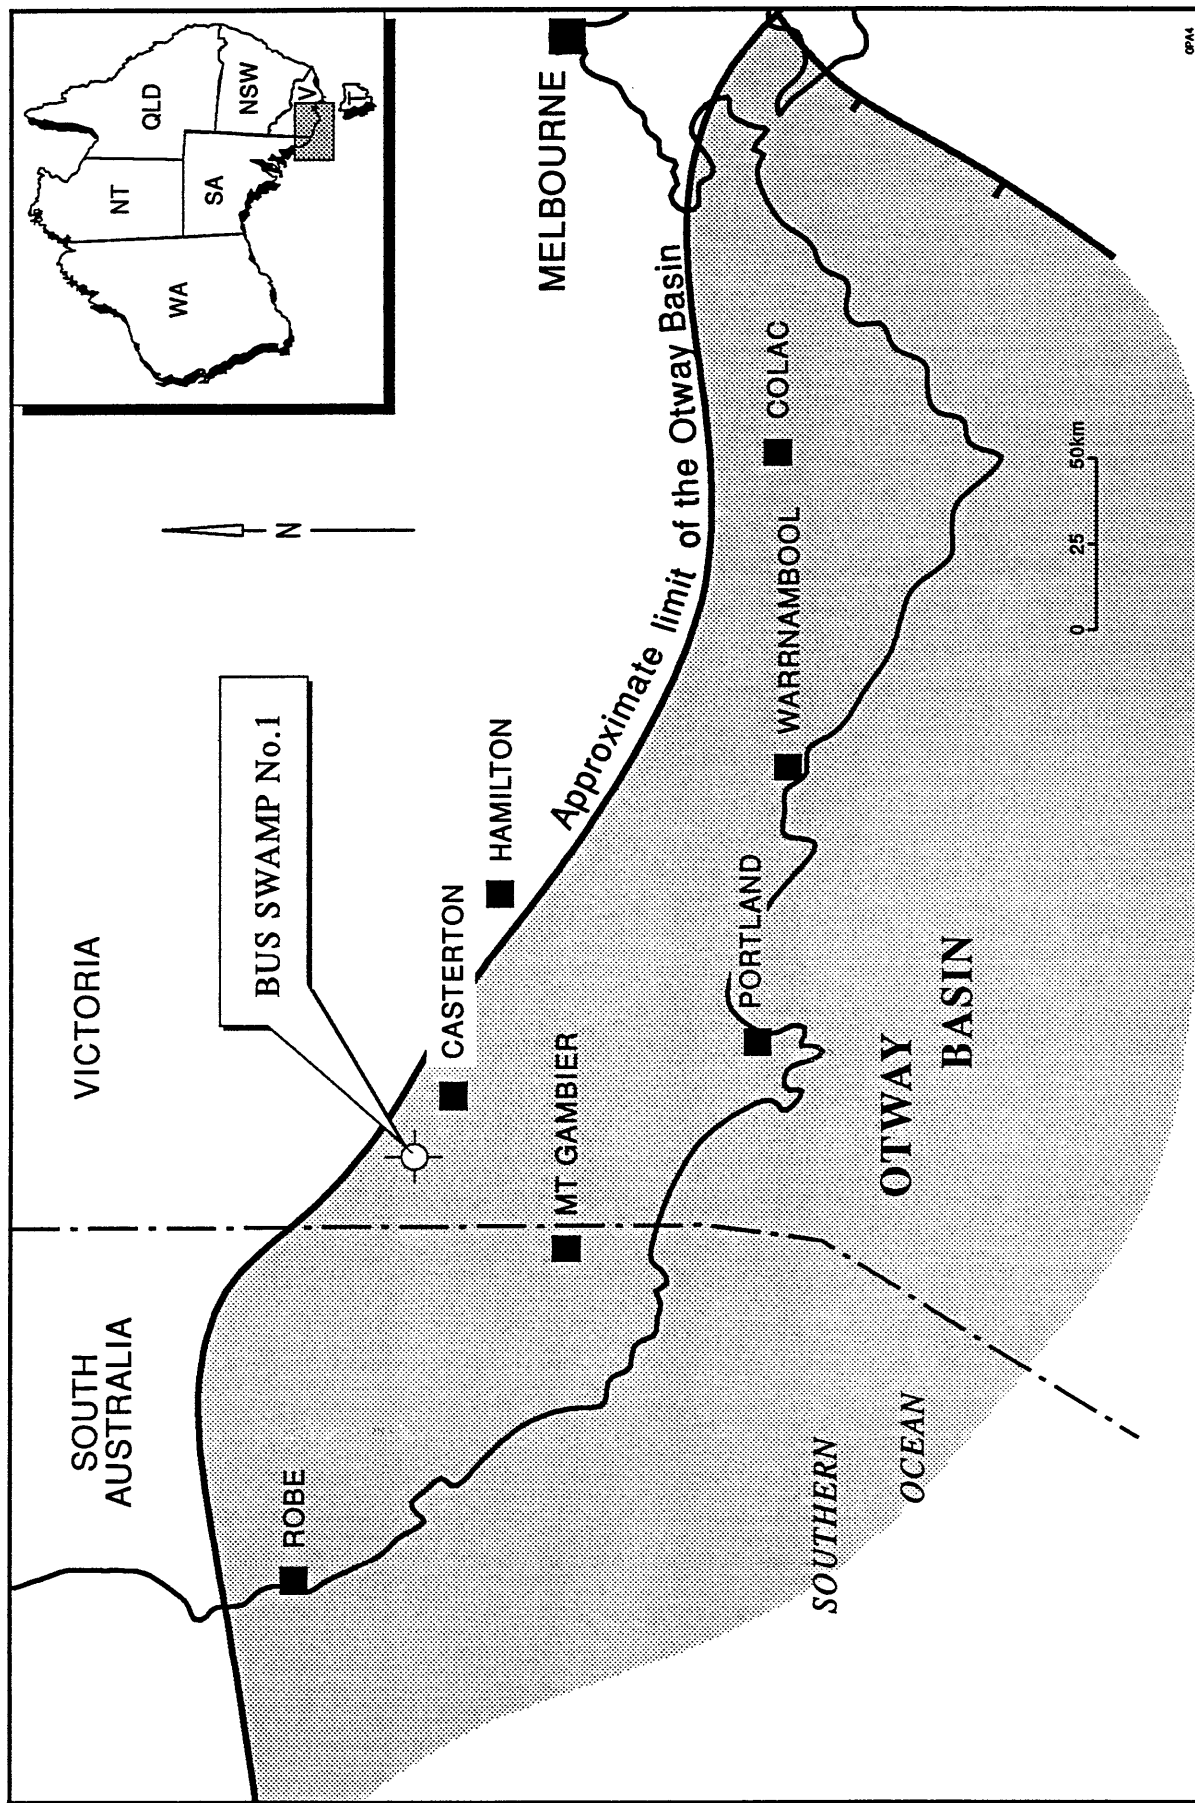 SOUTH
AUSTRALIA
VICTORIA
WA
NT
QLD
SA
NSW
V
T
BUS SWAMP No.1
N
ROBE
CASTERTON
HAMILTON
MELBOURNE
MT GAMBIER
Approximate limit of the Otway Basin
PORTLAND
WARRNAMBOOL
COLAC
SOUTHERN
OCEAN
OTWAY
BASIN
0 25 50km
OPA4